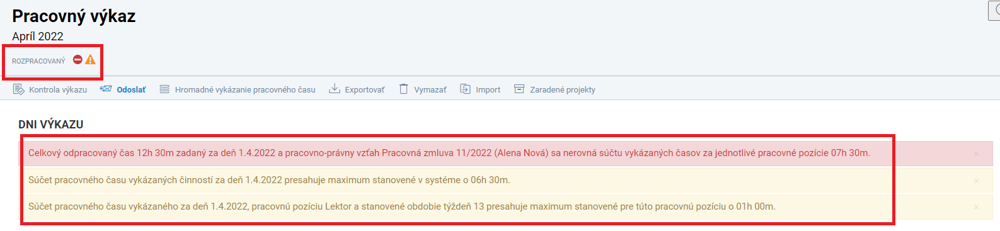 Pracovný výkaz
Apríl 2022
ROZPRACOVANÝ
Kontrola výkazu Odoslať Hromadné vykázanie pracovného času Exportovať Vymazať Import Zaradené projekty
DNI VÝKAZU
Celkový odpracovaný čas 12h 30m zadaný za deň 1.4.2022 a pracovno-právny vzťah Pracovná zmluva 11/2022 (Alena Nová) sa nerovná súčtu vykázaných časov za jednotlivé pracovné pozície 07h 30m.
Súčet pracovného času vykázaných činností za deň 1.4.2022 presahuje maximum stanovené v systéme o 06h 30m.
Súčet pracovného času vykázaného za deň 1.4.2022, pracovnú pozíciu Lektor a stanovené obdobie týždeň 13 presahuje maximum stanovené pre túto pracovnú pozíciu o 01h 00m.